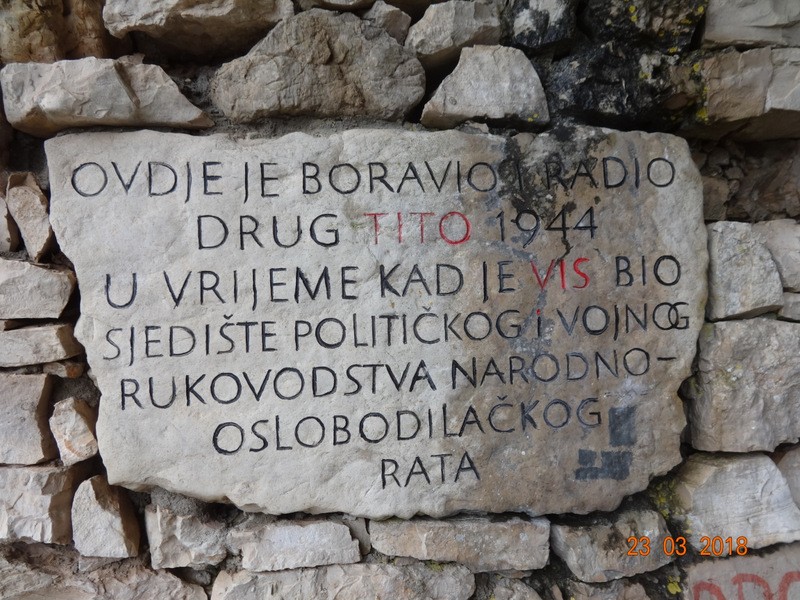 OVDJE JE BORAVIO I RADIO
DRUG TITO 1944
U VRIJEME KAD JE VIS BIO
SJEDIŠTE POLITIČKOG i VOJNOG
RUKOVODSTVA NARODNO-
OSLOBODILAČKOG
RATA
23 03 2018